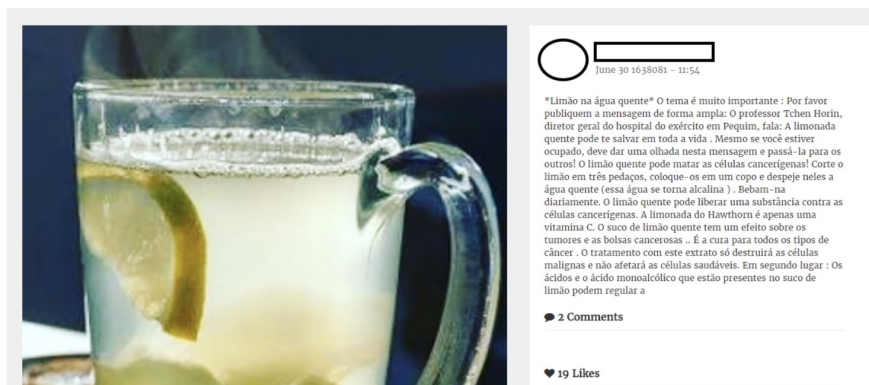 June 30 1638081 - 11:54
*Limão na água quente* O tema é muito importante : Por favor
publiquem a mensagem de forma ampla: O professor Tchen Horin,
diretor geral do hospital do exército em Pequim, fala: A limonada
quente pode te salvar em toda a vida . Mesmo se você estiver
ocupado, deve dar uma olhada nesta mensagem e passá-la para os
outros! O limão quente pode matar as células cancerígenas! Corte o
limão em três pedaços, coloque-os em um copo e despeje neles a
água quente (essa água se torna alcalina ) . Bebam-na
diariamente. O limão quente pode liberar uma substância contra as
células cancerígenas. A limonada do Hawthorn é apenas uma
vitamina C. O suco de limão quente tem um efeito sobre os
tumores e as bolsas cancerosas .. É a cura para todos os tipos de
câncer . O tratamento com este extrato só destruirá as células
malignas e não afetará as células saudáveis. Em segundo lugar : Os
ácidos e o ácido monoalcólico que estão presentes no suco de
limão podem regular a
2 Comments
19 Likes